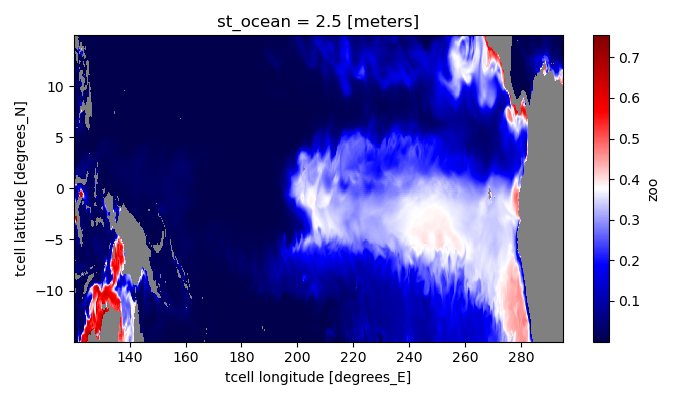 st_ocean = 2.5 [meters]
10
5
0
−5
−10
tcell latitude [degrees_N]
140 160 180 200 220 240 260 280
tcell longitude [degrees_E]
0.7
0.6
0.5
0.4
0.3
0.2
0.1
zoo